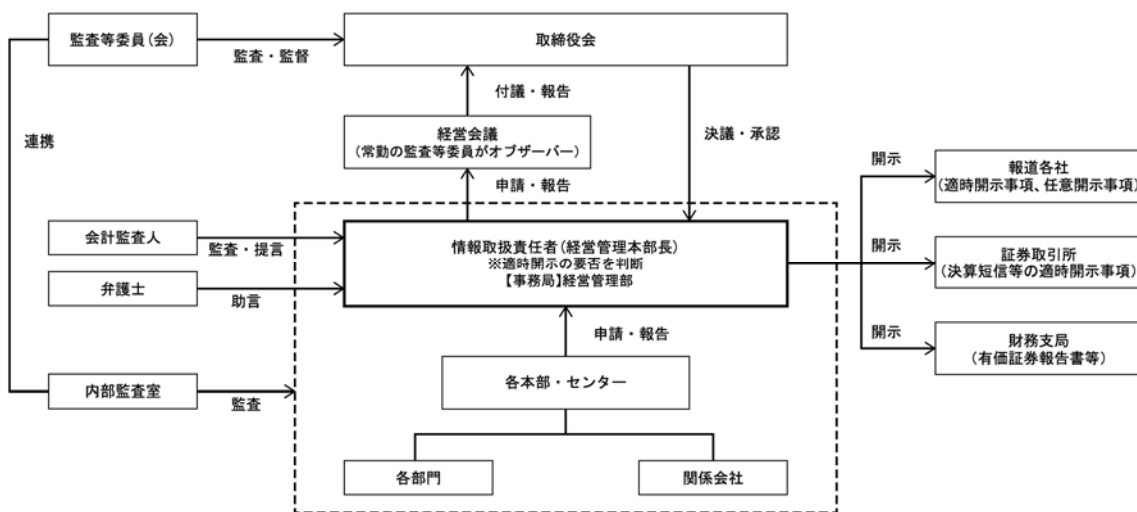 監査等委員(会)
監査・監督
取締役会
付議・報告
連携
経営会議
(常勤の監査等委員がオブザーバー)
決議・承認
申請・報告
開示
報道各社
(適時開示事項、任意開示事項)
会計監査人
監査・提言
情報取扱責任者(経営管理本部長)
※適時開示の要否を判断
【事務局】経営管理部
開示
証券取引所
(決算短信等の適時開示事項)
弁護士
助言
申請・報告
開示
財務支局
(有価証券報告書等)
内部監査室
監査
各本部・センター
各部門
関係会社